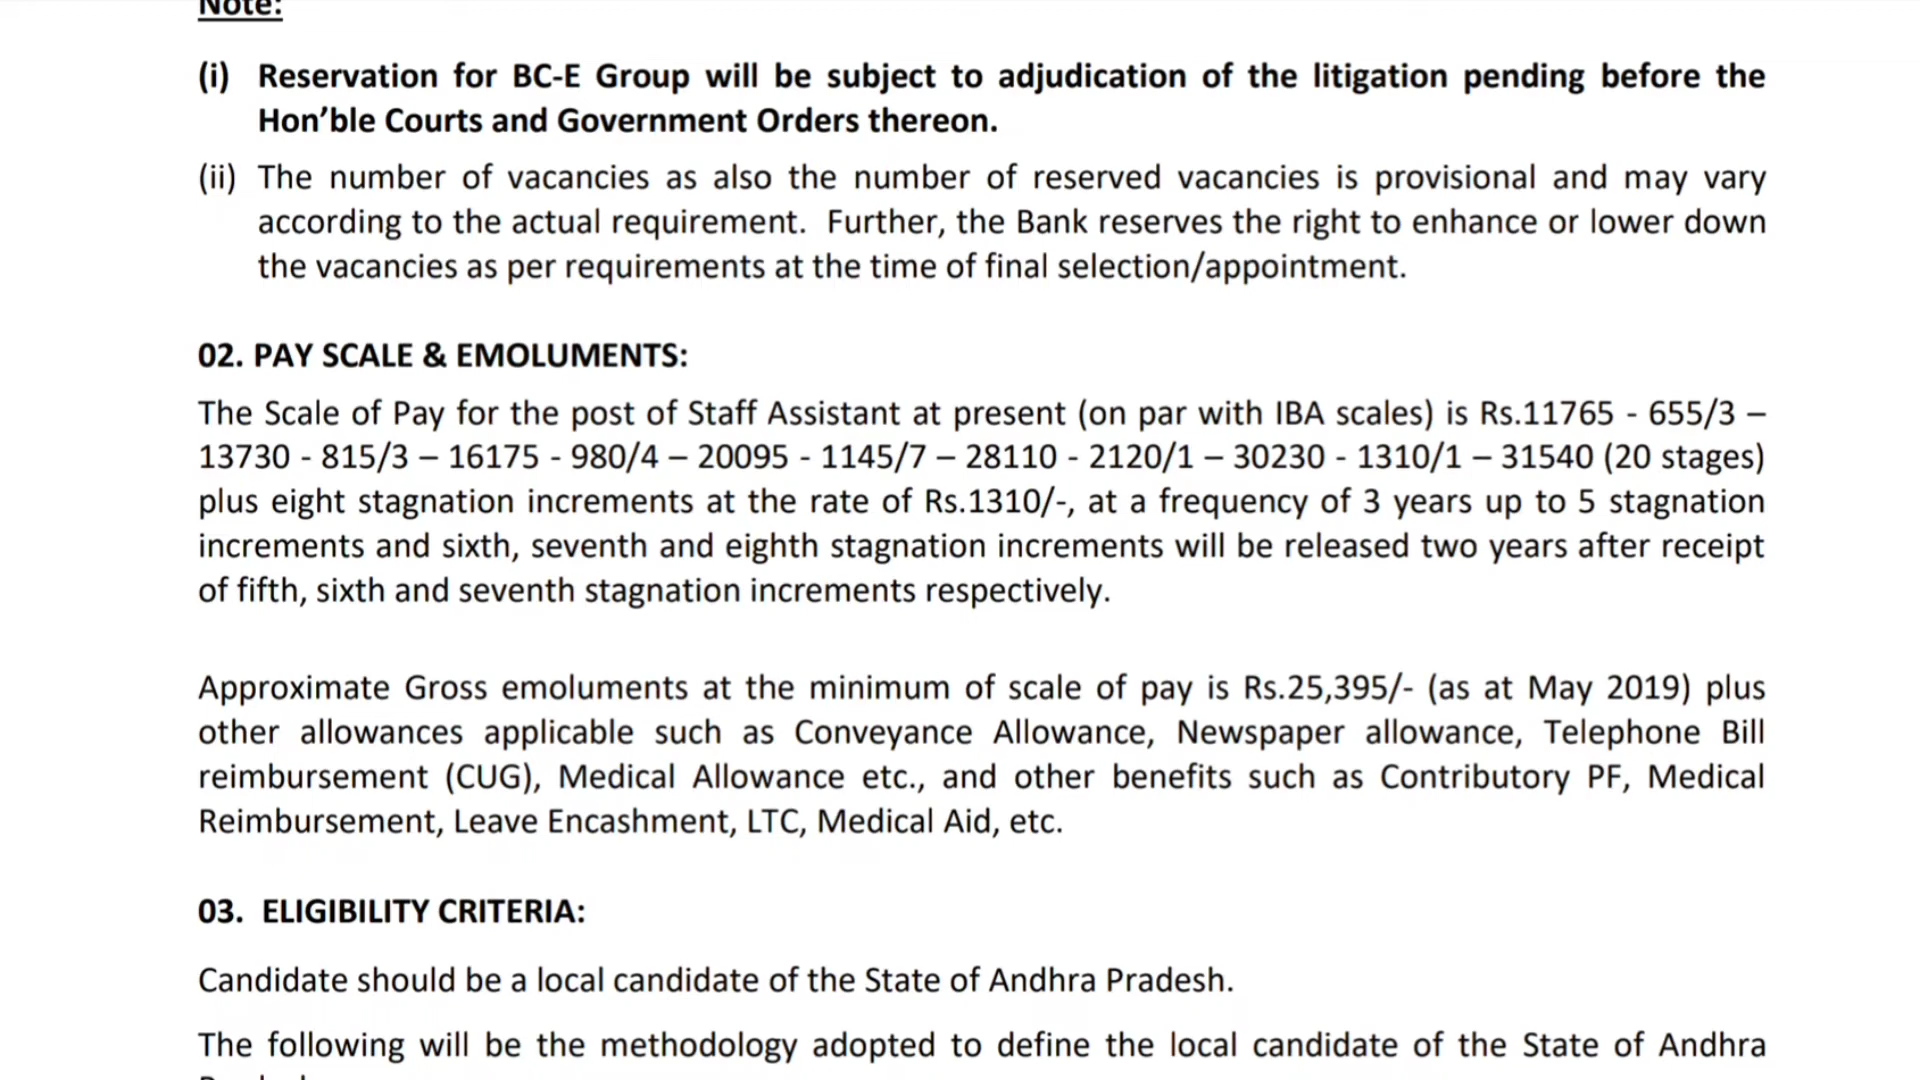 Note:
(i) Reservation for BC-E Group will be subject to adjudication of the litigation pending before the
Hon’ble Courts and Government Orders thereon.
(ii) The number of vacancies as also the number of reserved vacancies is provisional and may vary
according to the actual requirement. Further, the Bank reserves the right to enhance or lower down
the vacancies as per requirements at the time of final selection/appointment.
02. PAY SCALE & EMOLUMENTS:
The Scale of Pay for the post of Staff Assistant at present (on par with IBA scales) is Rs.11765 - 655/3 –
13730 - 815/3 – 16175 - 980/4 – 20095 - 1145/7 – 28110 - 2120/1 – 30230 - 1310/1 – 31540 (20 stages)
plus eight stagnation increments at the rate of Rs.1310/-, at a frequency of 3 years up to 5 stagnation
increments and sixth, seventh and eighth stagnation increments will be released two years after receipt
of fifth, sixth and seventh stagnation increments respectively.
Approximate Gross emoluments at the minimum of scale of pay is Rs.25,395/- (as at May 2019) plus
other allowances applicable such as Conveyance Allowance, Newspaper allowance, Telephone Bill
reimbursement (CUG), Medical Allowance etc., and other benefits such as Contributory PF, Medical
Reimbursement, Leave Encashment, LTC, Medical Aid, etc.
03. ELIGIBILITY CRITERIA:
Candidate should be a local candidate of the State of Andhra Pradesh.
The following will be the methodology adopted to define the local candidate of the State of Andhra